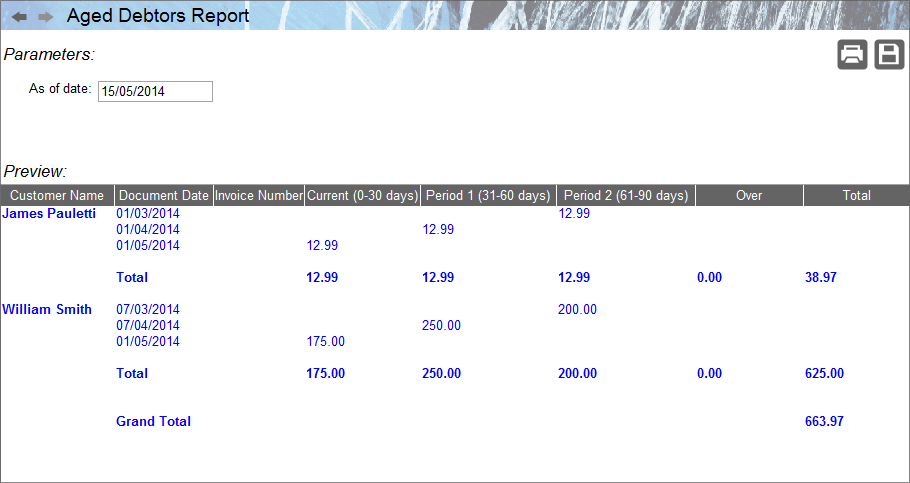 Aged Debtors Report
Parameters:
As of date: 15/05/2014
Preview:
Customer Name Document Date Invoice Number Current (0-30 days) Period 1 (31-60 days) Period 2 (61-90 days) Over Total
James Pauletti 01/03/2014 12.99
01/04/2014 12.99
01/05/2014 12.99
Total 12.99 12.99 12.99 0.00 38.97
William Smith 07/03/2014 200.00
07/04/2014 250.00
01/05/2014 175.00
Total 175.00 250.00 200.00 0.00 625.00
Grand Total 663.97